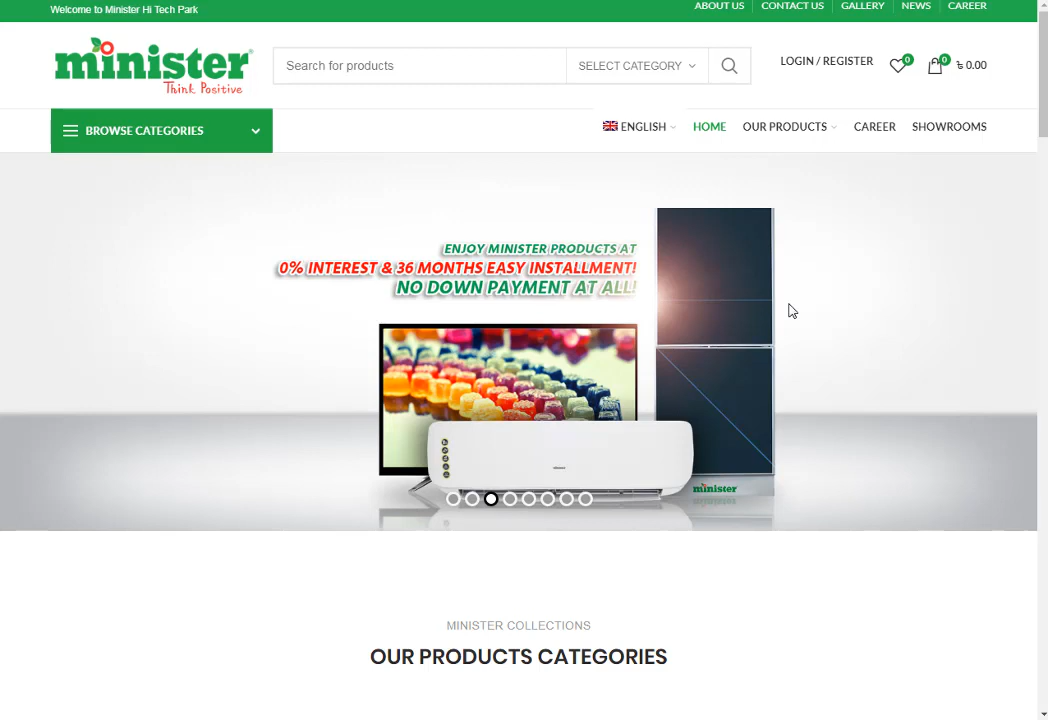 Welcome to Minister Hi Tech Park
ABOUT US
CONTACT US
GALLERY
NEWS
CAREER
minister
Think Positive
Search for products
SELECT CATEGORY
LOGIN / REGISTER
0
0
৳ 0.00
BROWSE CATEGORIES
ENGLISH
HOME
OUR PRODUCTS
CAREER
SHOWROOMS
ENJOY MINISTER PRODUCTS AT
0% INTEREST & 36 MONTHS EASY INSTALLMENT!
NO DOWN PAYMENT AT ALL!
minister
MINISTER COLLECTIONS
OUR PRODUCTS CATEGORIES